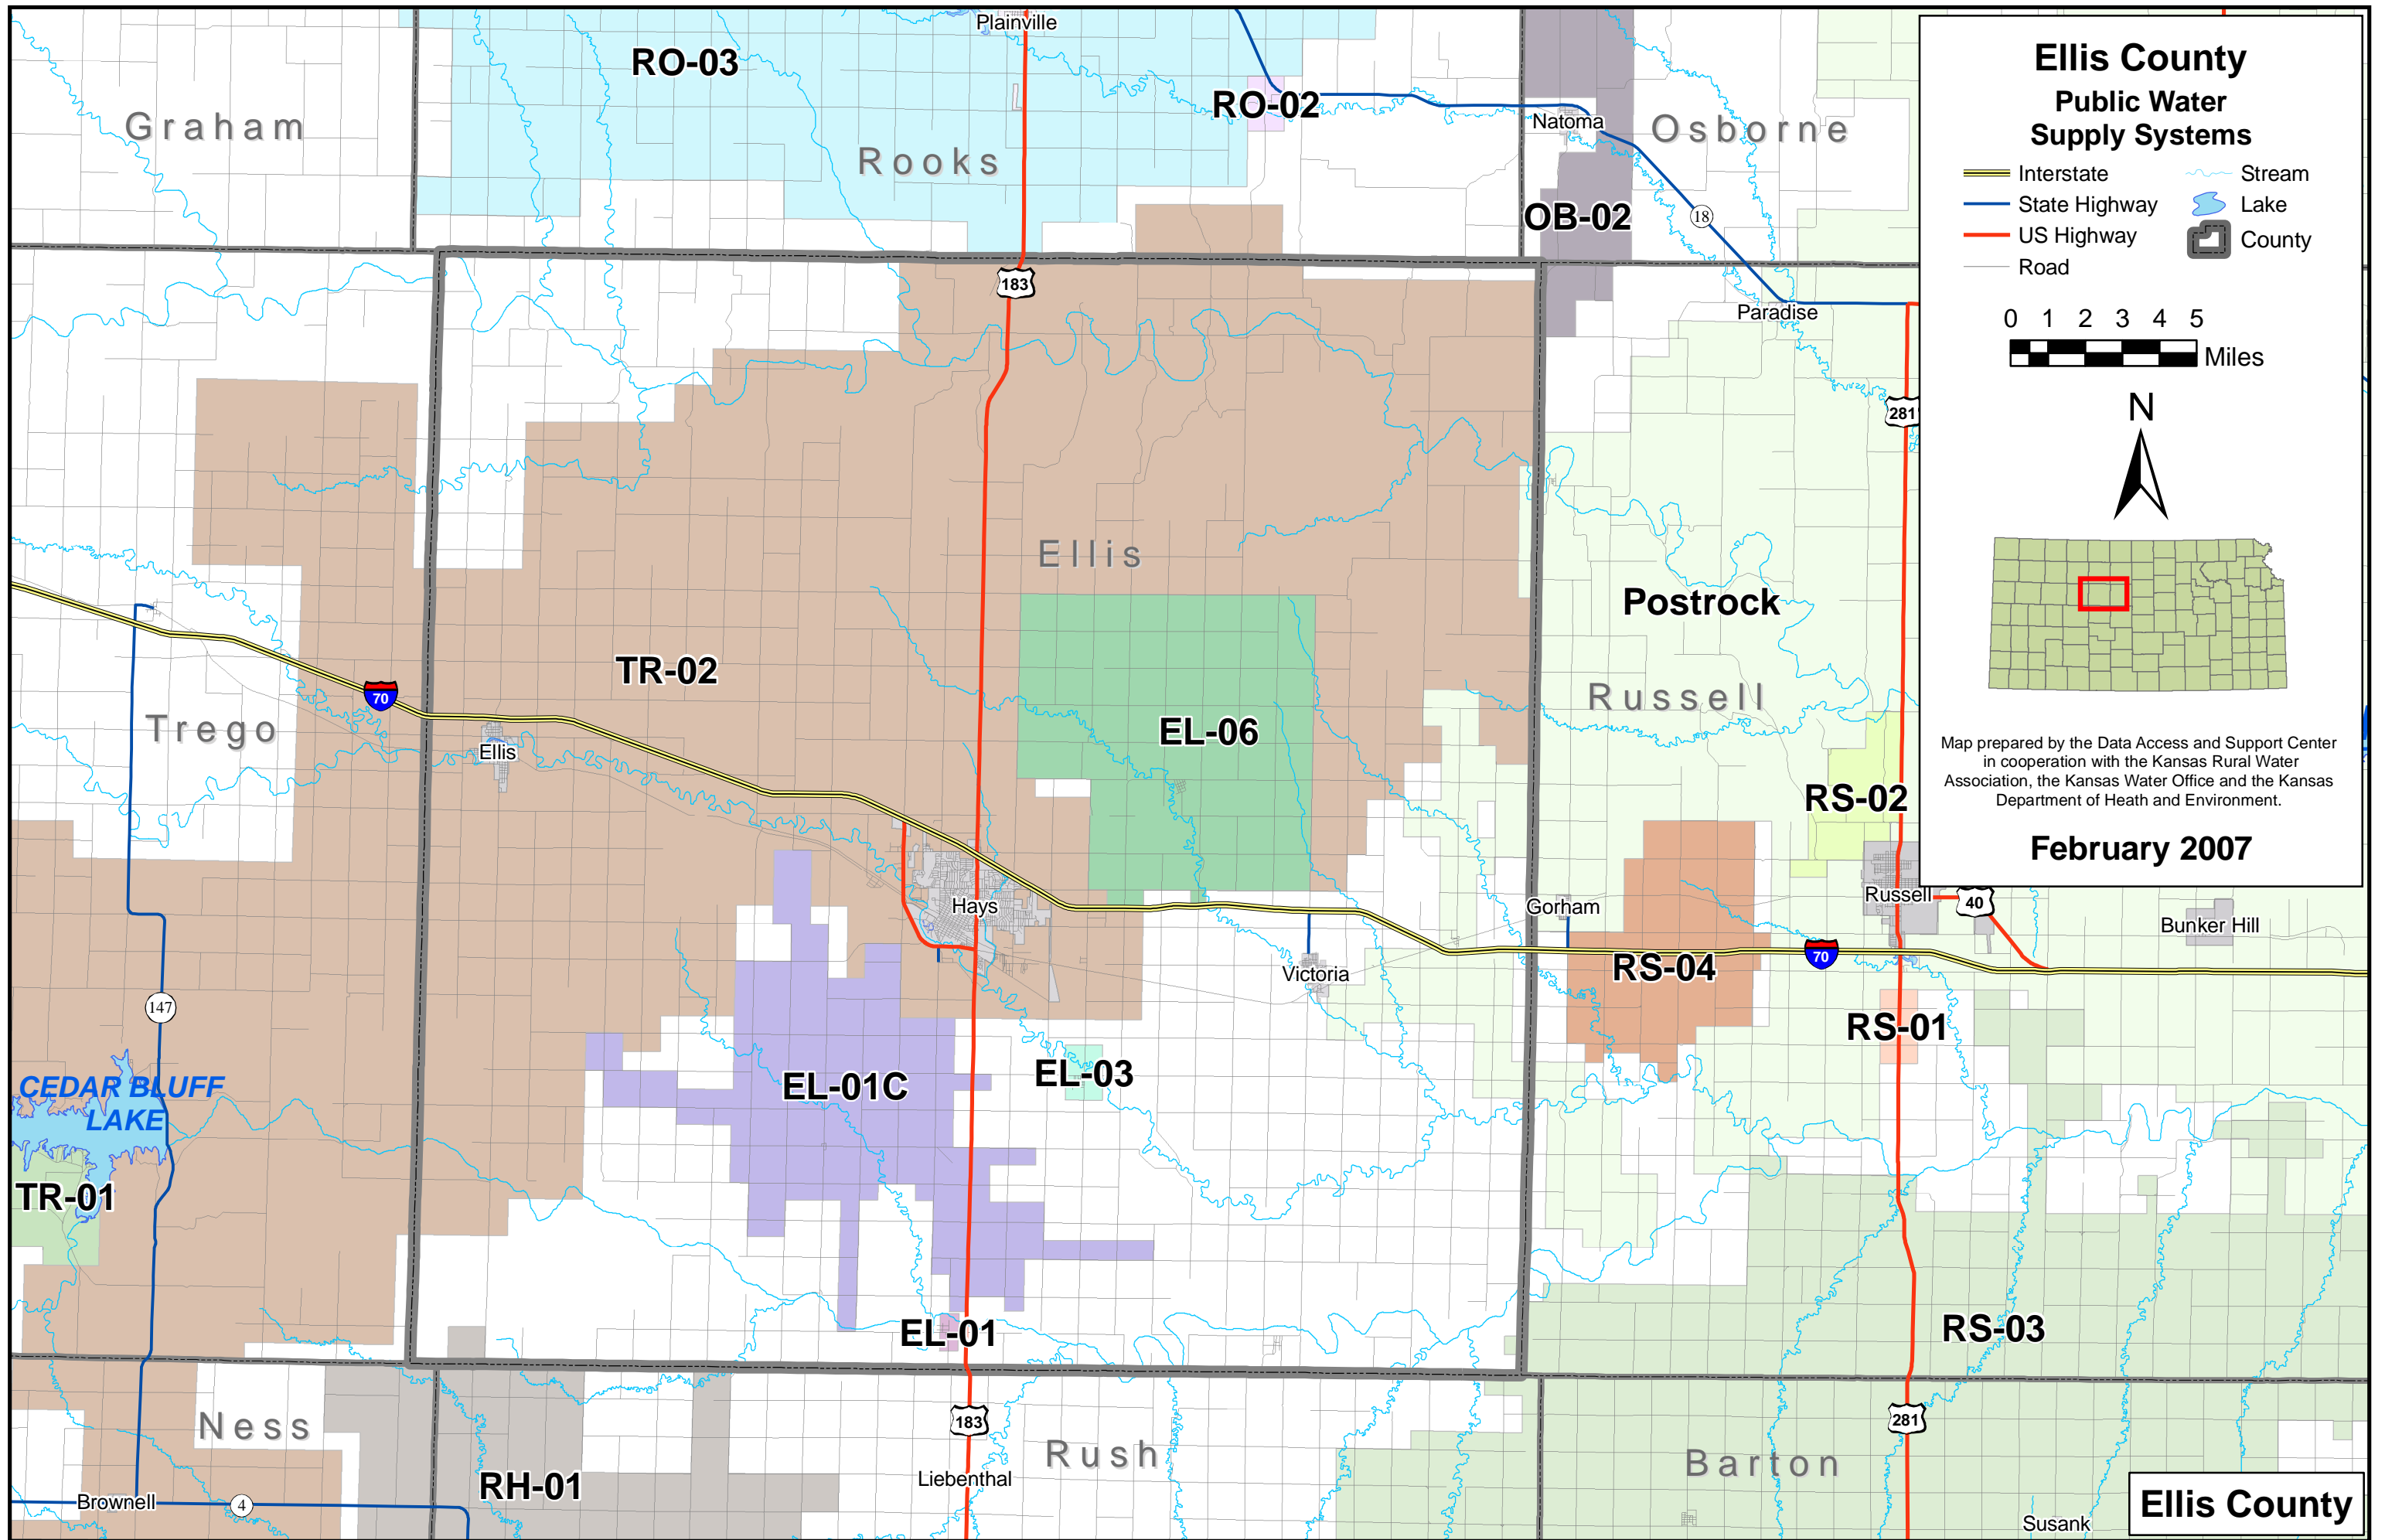 Ellis County
Public Water
Supply Systems
Interstate
State Highway
US Highway
Road
Stream
Lake
County
0 1 2 3 4 5
Miles
N
Map prepared by the Data Access and Support Center
in cooperation with the Kansas Rural Water
Association, the Kansas Water Office and the Kansas
Department of Heath and Environment.
February 2007
Plainville
RO-03
Graham
RO-02
Natoma
Osborne
Rooks
OB-02
18
183
Paradise
281
Ellis
Postrock
TR-02
70
Russell
Trego
EL-06
Ellis
RS-02
Hays
Gorham
Russell
40
Bunker Hill
70
RS-04
Victoria
147
RS-01
EL-03
EL-01C
CEDAR BLUFF
LAKE
TR-01
EL-01
RS-03
183
281
Ness
Rush
Barton
RH-01
Liebenthal
Brownell
4
Susank
Ellis County